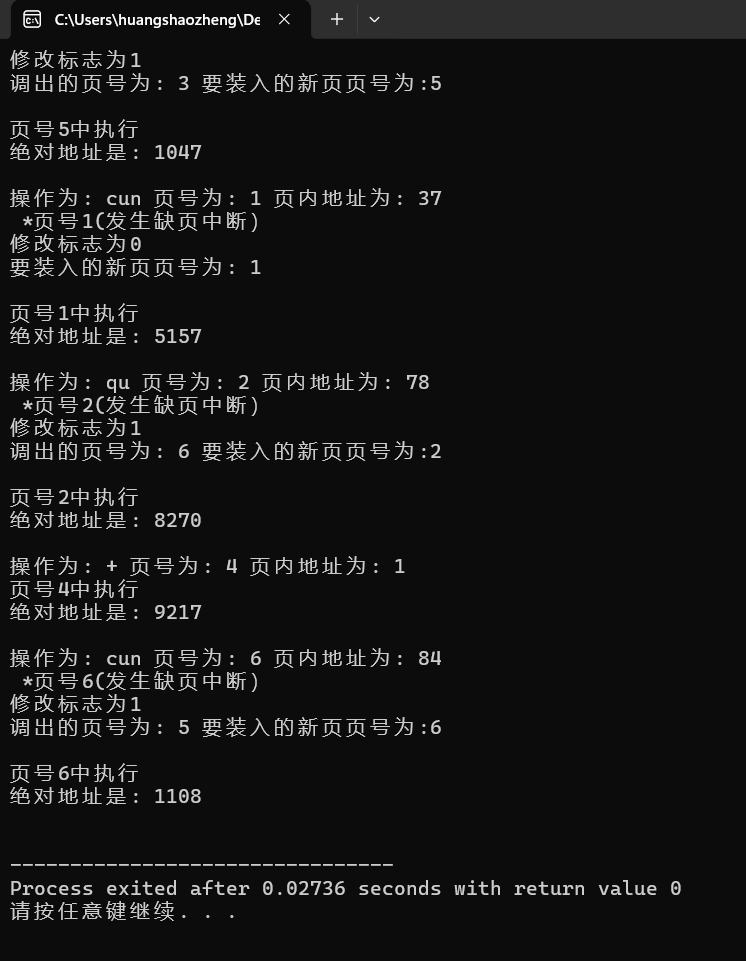 C:\Users\huangshaozheng\De
修改标志为1
调出的页号为: 3 要装入的新页页号为:5
页号5中执行
绝对地址是: 1047
操作为: cun 页号为: 1 页内地址为: 37
*页号1(发生缺页中断)
修改标志为0
要装入的新页页号为: 1
页号1中执行
绝对地址是: 5157
操作为: qu 页号为: 2 页内地址为: 78
*页号2(发生缺页中断)
修改标志为1
调出的页号为: 6 要装入的新页页号为:2
页号2中执行
绝对地址是: 8270
操作为: + 页号为: 4 页内地址为: 1
页号4中执行
绝对地址是: 9217
操作为: cun 页号为: 6 页内地址为: 84
*页号6(发生缺页中断)
修改标志为1
调出的页号为: 5 要装入的新页页号为:6
页号6中执行
绝对地址是: 1108
--------------------------------
Process exited after 0.02736 seconds with return value 0
请按任意键继续. . .